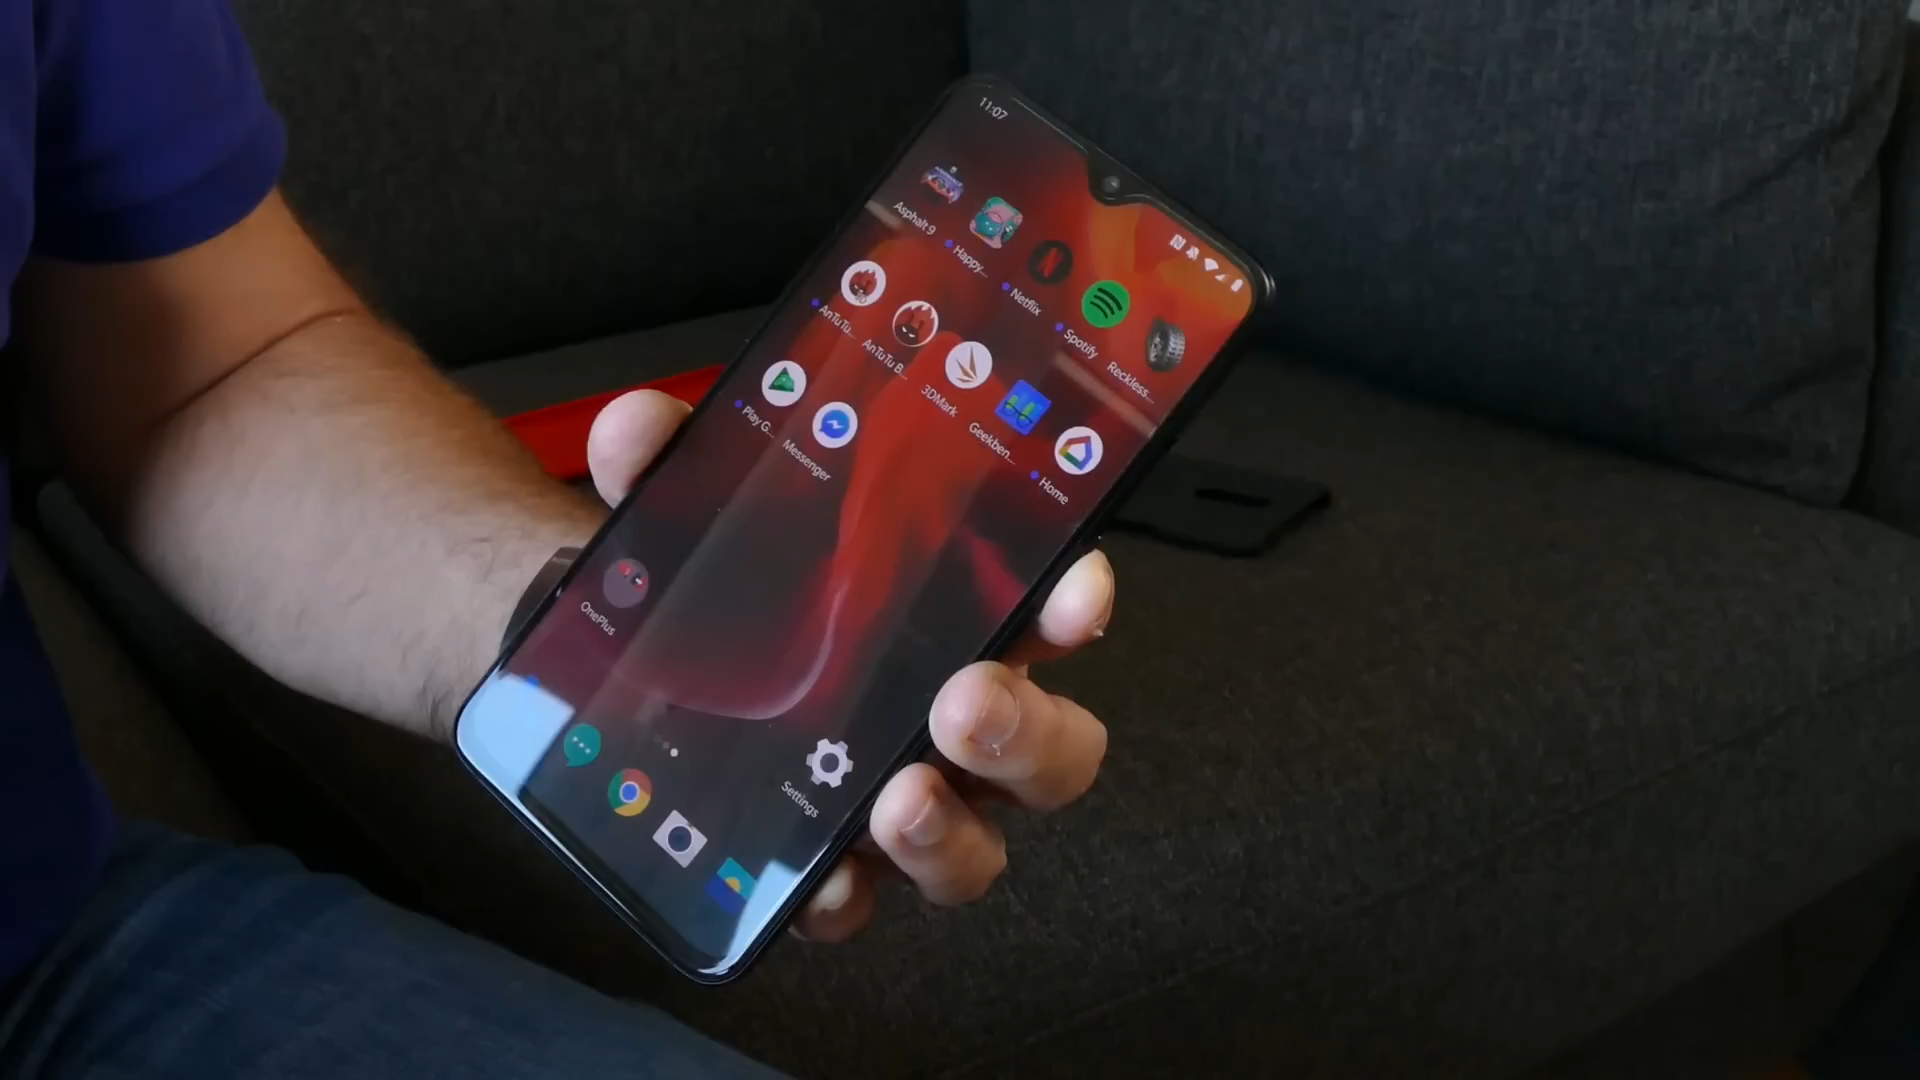 11:07
Asphalt 9
Happy...
Netflix
Spotify
Reckless...
AnTuTu...
AnTuTu B...
3DMark
Geekben...
Home
Play G...
Messenger
OnePlus
Settings